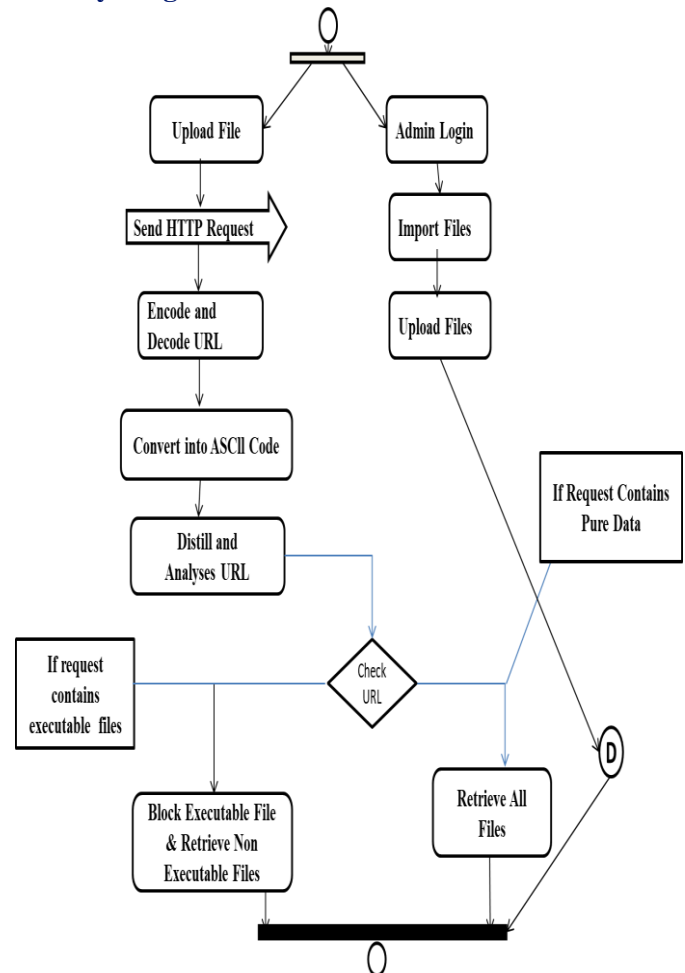 Upload File
Admin Login
Send HTTP Request
Import Files
Encode and
Decode URL
Upload Files
Convert into ASCII Code
If Request Contains
Pure Data
Distill and
Analyses URL
If request
contains
executable files
Check
URL
D
Block Executable File
& Retrieve Non
Executable Files
Retrieve All
Files